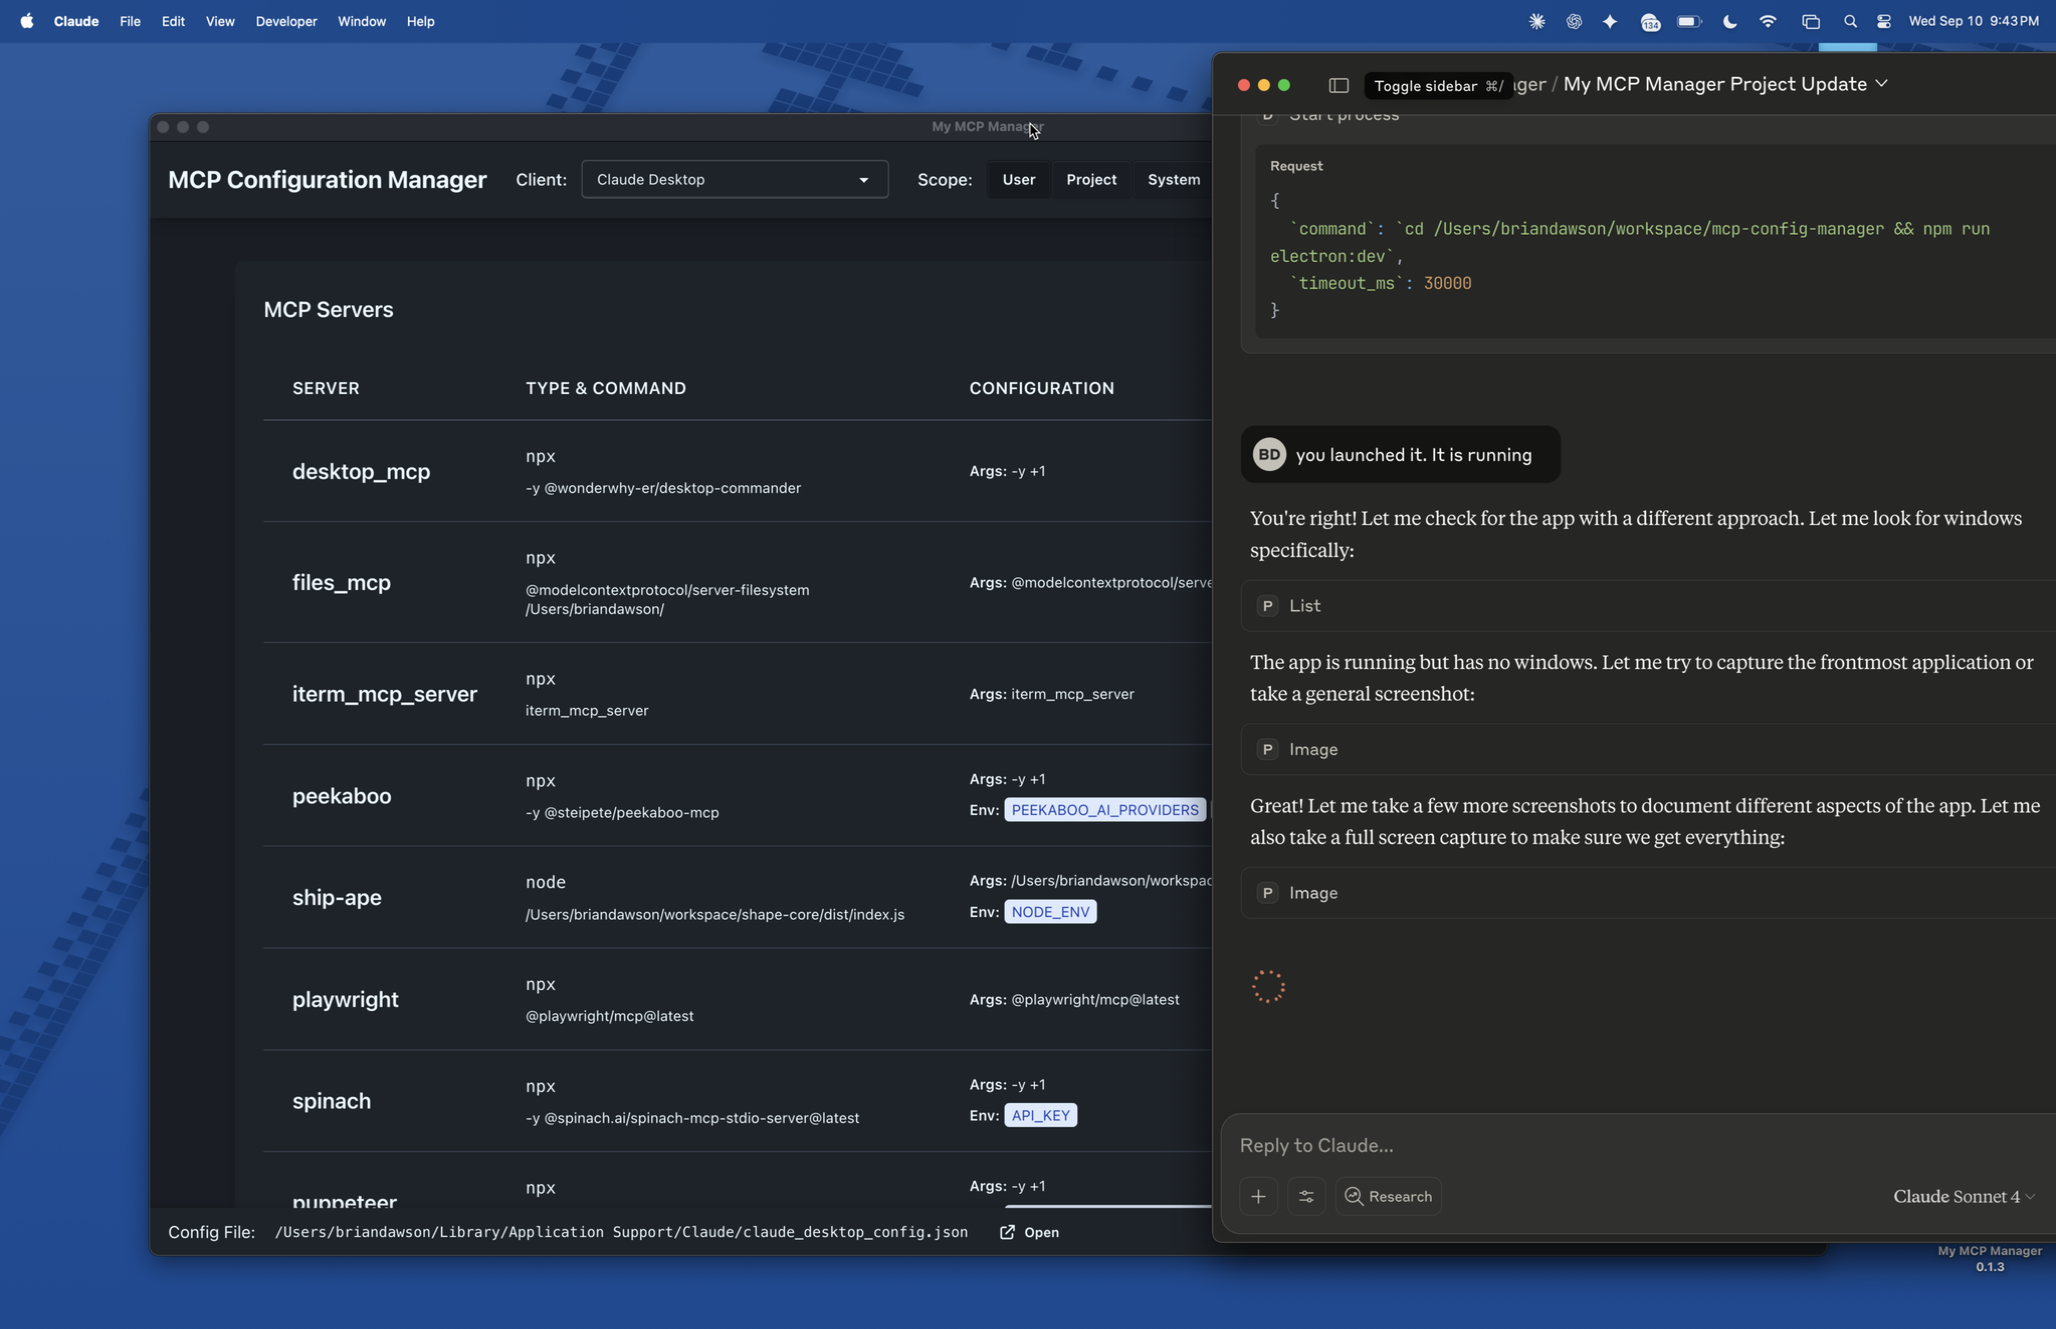 Claude File Edit View Developer Window Help
134
Wed Sep 10 9:43 PM
My MCP Manager
MCP Configuration Manager
Client:
Claude Desktop
Scope:
User Project System
MCP Servers
SERVER TYPE & COMMAND CONFIGURATION
desktop_mcp
npx
-y @wonderwhy-er/desktop-commander
Args: -y +1
files_mcp
npx
@modelcontextprotocol/server-filesystem
/Users/briandawson/
Args: @modelcontextprotocol/serve
iterm_mcp_server
npx
iterm_mcp_server
Args: iterm_mcp_server
peekaboo
npx
-y @steipete/peekaboo-mcp
Args: -y +1
Env: PEEKABOO_AI_PROVIDERS
ship-ape
node
/Users/briandawson/workspace/shape-core/dist/index.js
Args: /Users/briandawson/workspac
Env: NODE_ENV
playwright
npx
@playwright/mcp@latest
Args: @playwright/mcp@latest
spinach
npx
-y @spinach.ai/spinach-mcp-stdio-server@latest
Args: -y +1
Env: API_KEY
puppeteer
npx
Args: -y +1
Config File: /Users/briandawson/Library/Application Support/Claude/claude_desktop_config.json Open
Toggle sidebar ⌘/
ger / My MCP Manager Project Update
D Start process
Request
{
`command`: `cd /Users/briandawson/workspace/mcp-config-manager && npm run
electron:dev`,
`timeout_ms`: 30000
}
BD you launched it. It is running
You're right! Let me check for the app with a different approach. Let me look for windows
specifically:
P List
The app is running but has no windows. Let me try to capture the frontmost application or
take a general screenshot:
P Image
Great! Let me take a few more screenshots to document different aspects of the app. Let me
also take a full screen capture to make sure we get everything:
P Image
Reply to Claude...
Research
Claude Sonnet 4
My MCP Manager
0.1.3